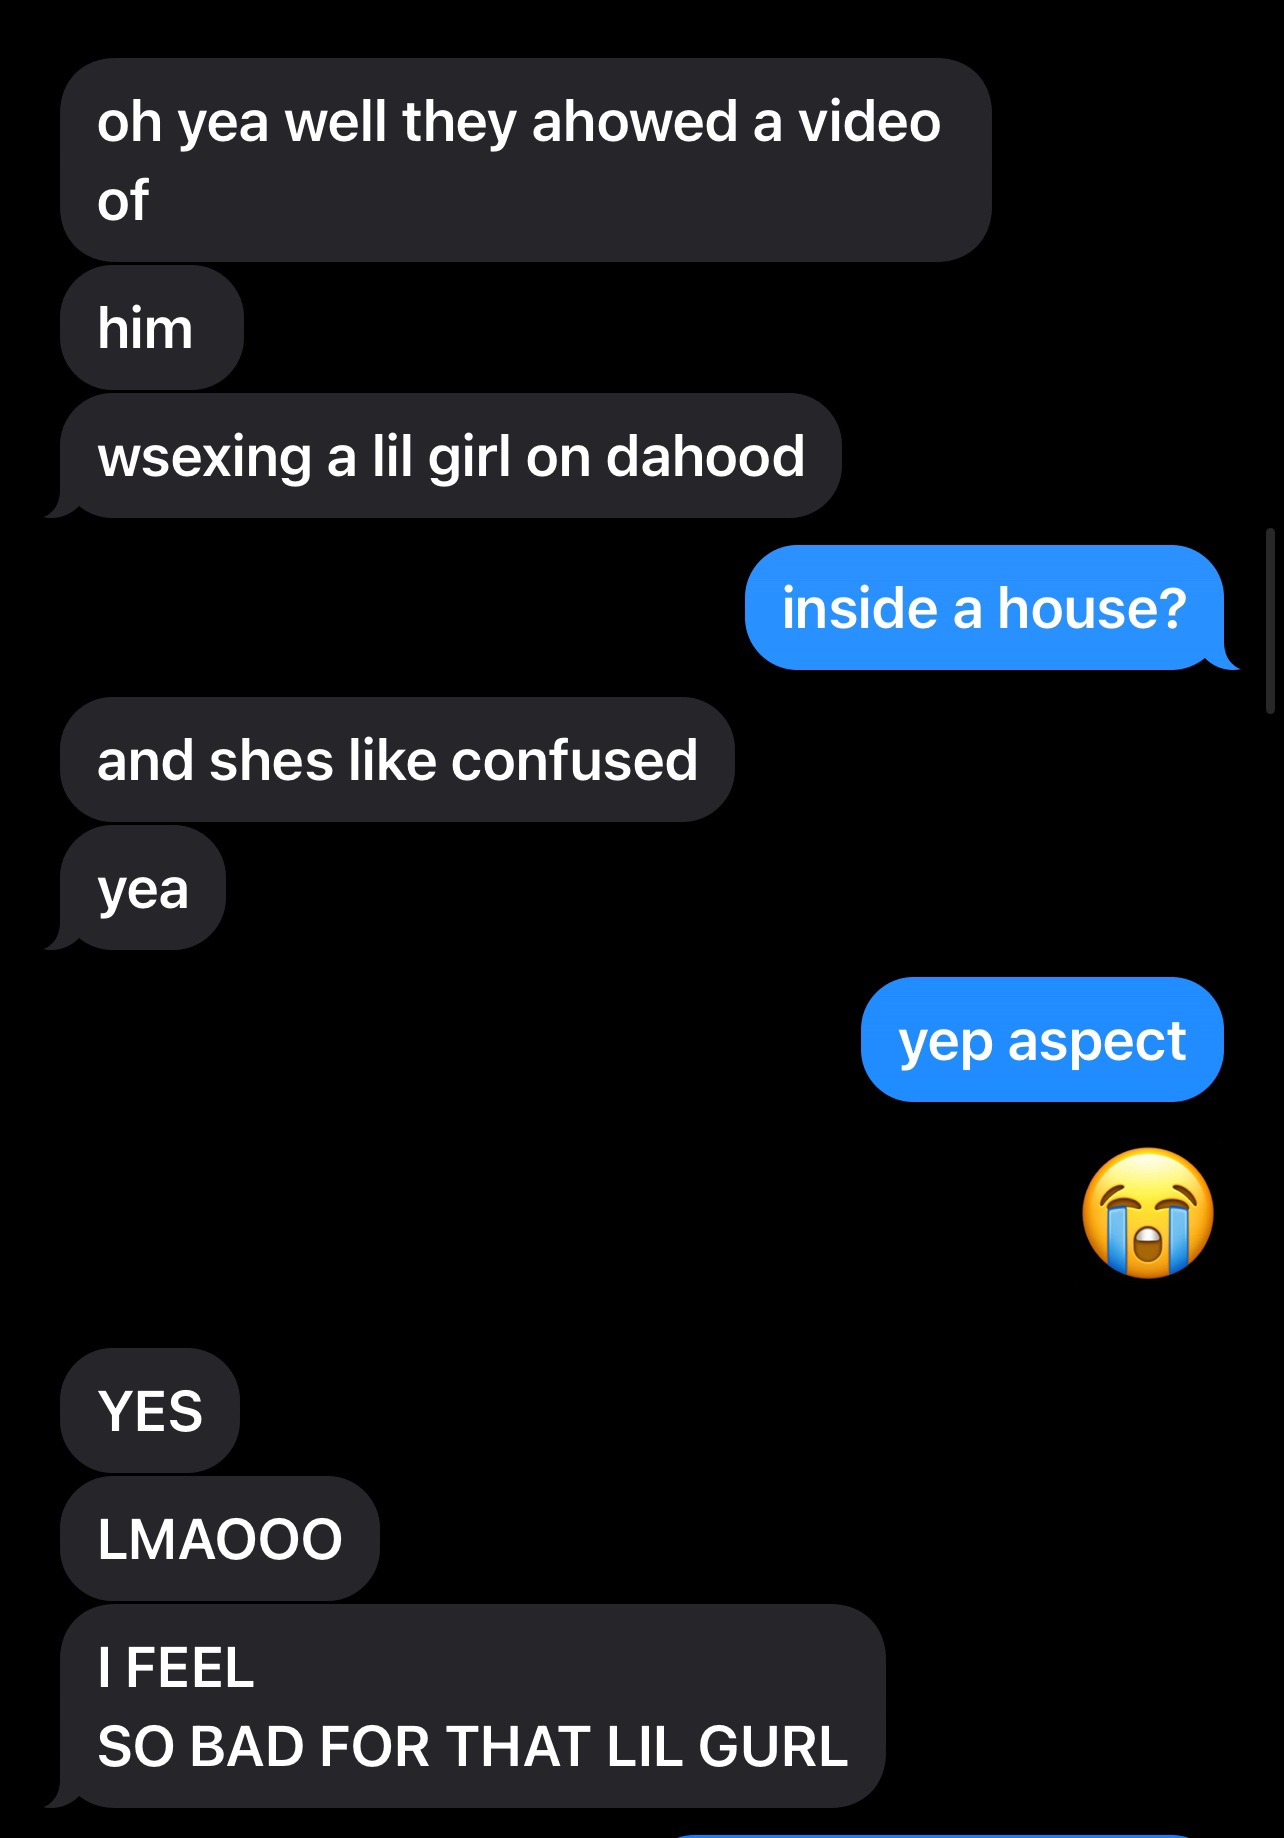 oh yea well they ahowed a video
of
him
wsexing a lil girl on dahood
inside a house?
and shes like confused
yea
yep aspect
😭
YES
LMAOOO
I FEEL
SO BAD FOR THAT LIL GURL